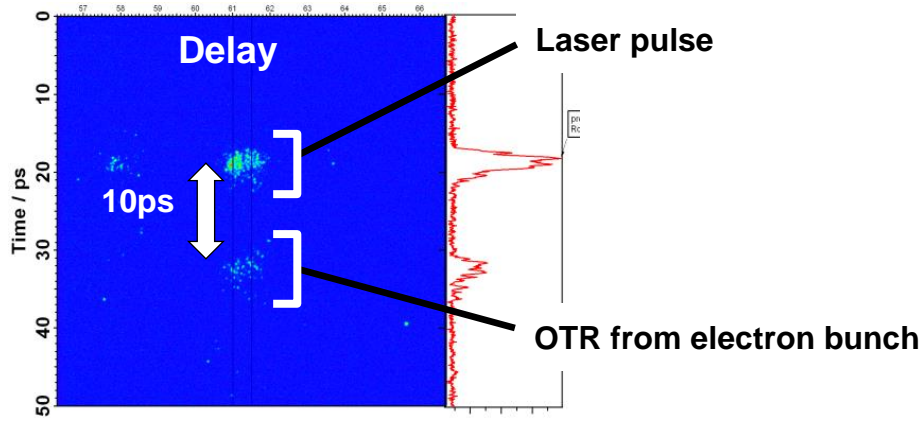 57 58 59 60 61 62 63 64 65 66
Delay
Laser pulse
0
10
20
30
40
50
Time / ps
10ps
OTR from electron bunch